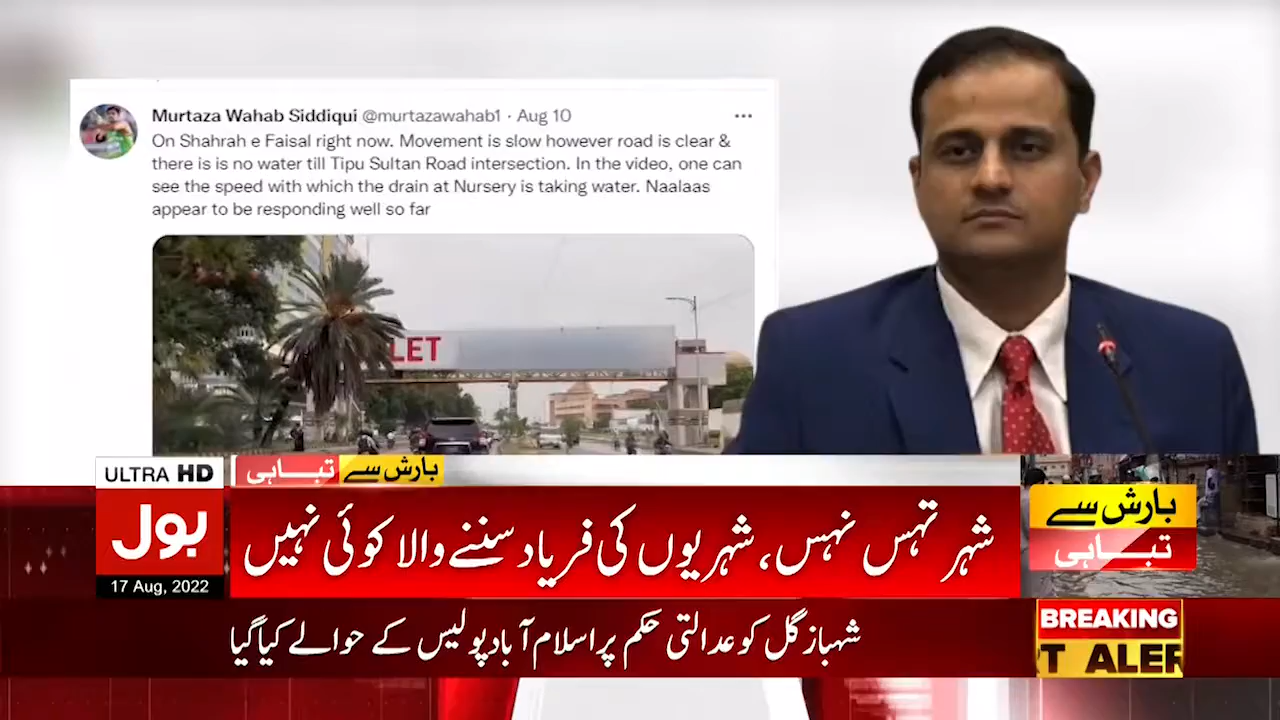 Murtaza Wahab Siddiqui @murtazawahab1 · Aug 10 ...
On Shahrah e Faisal right now. Movement is slow however road is clear &
there is is no water till Tipu Sultan Road intersection. In the video, one can
see the speed with which the drain at Nursery is taking water. Naalaas
appear to be responding well so far
LET
ULTRA HD
بول
17 Aug, 2022
بارش سے تباہی
شہر تہس نہس، شہریوں کی فریاد سننے والا کوئی نہیں
بارش سے
تباہی
شہباز گل کو عدالتی حکم پر اسلام آباد پولیس کے حوالے کیا گیا
BREAKING
T ALER